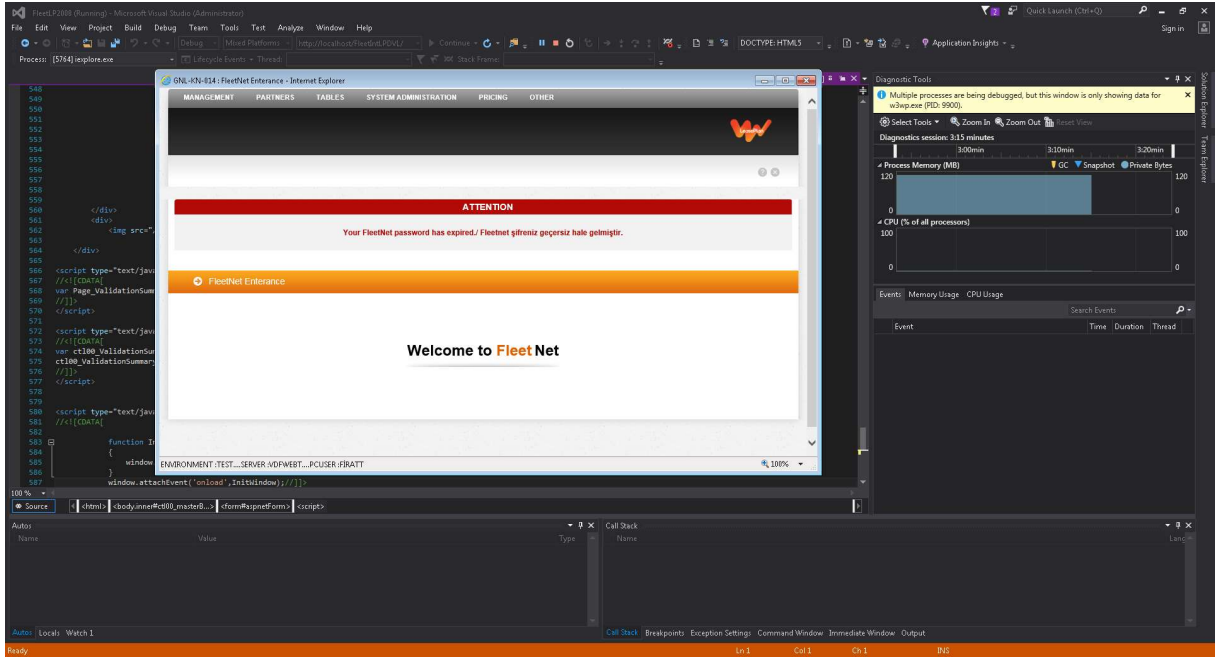 FleetLP2008 (Running) - Microsoft Visual Studio (Administrator)
Quick Launch (Ctrl+Q)
File Edit View Project Build Debug Team Tools Test Analyze Window Help
Sign in
Debug Mixed Platforms http://localhost/FleetIntLPDVL/ Continue DOCTYPE: HTML5 Application Insights
Process: [5764] iexplore.exe Lifecycle Events Thread: Stack Frame:
GNL-KN-814 : FleetNet Enterance - Internet Explorer
MANAGEMENT PARTNERS TABLES SYSTEM ADMINISTRATION PRICING OTHER
ATTENTION
Your FleetNet password has expired./ Fleetnet şifreniz geçersiz hale gelmiştir.
FleetNet Enterance
Welcome to Fleet Net
ENVIRONMENT :TEST....SERVER :VDFWEBT....PCUSER :FİRATT
100%
548
549
550
551
552
553
554
555
556
557
558
559
560 </div>
561 <div>
562 <img src="
563
564 </div>
565
566 <script type="text/java
567 //<![CDATA[
568 var Page_ValidationSum
569 //]]>
570 </script>
571
572 <script type="text/java
573 //<![CDATA[
574 var ctl00_ValidationSu
575 ctl00_ValidationSummary
576 //]]>
577 </script>
578
579
580 <script type="text/java
581 //<![CDATA[
582
583 function In
584 {
585 window
586 }
587 window.attachEvent('onload',InitWindow);//]]>
100 %
Source <html> <body.inner#ctl00_masterB...> <form#aspnetForm> <script>
Diagnostic Tools
Multiple processes are being debugged, but this window is only showing data for
w3wp.exe (PID: 9900).
Select Tools Zoom In Zoom Out Reset View
Diagnostics session: 3:15 minutes
3:00min 3:10min 3:20min
Process Memory (MB) GC Snapshot Private Bytes
120 120
0 0
CPU (% of all processors)
100 100
0 0
Events Memory Usage CPU Usage
Search Events
Event Time Duration Thread
Solution Explorer
Team Explorer
Autos
Name Value Type
Call Stack
Name Lang
Autos Locals Watch 1
Call Stack Breakpoints Exception Settings Command Window Immediate Window Output
Ready Ln 1 Col 1 Ch 1 INS